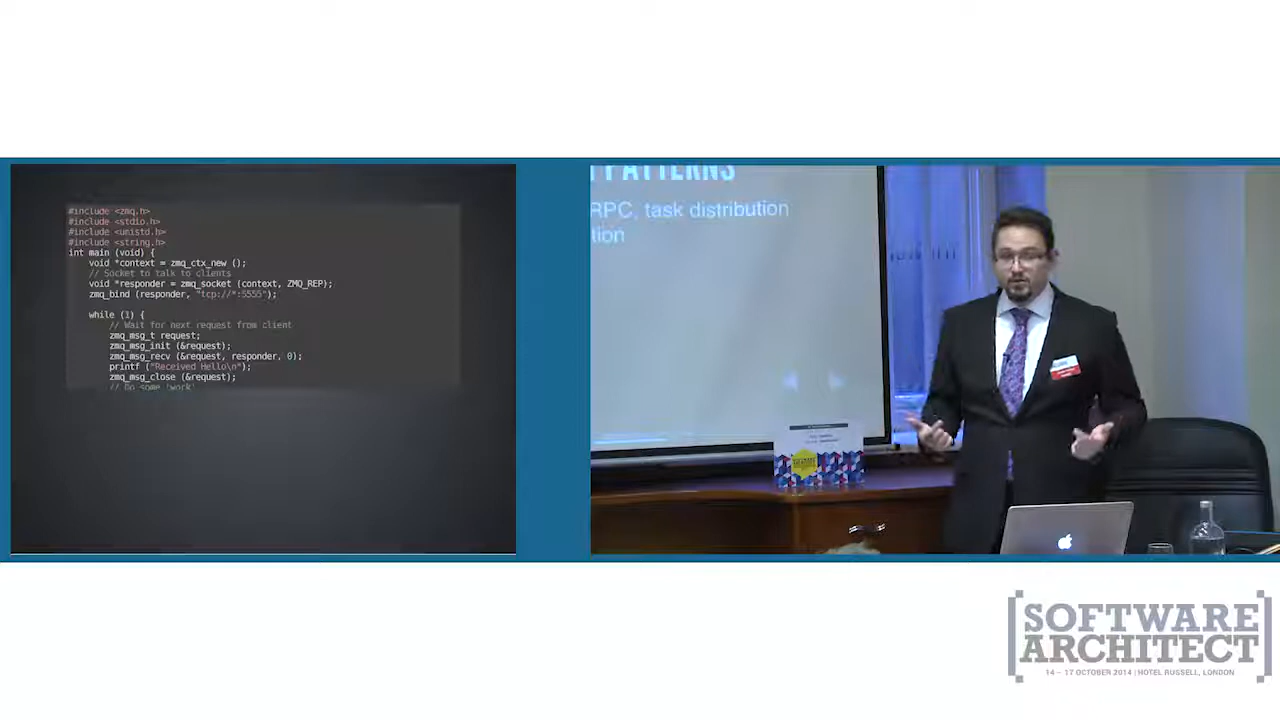 #include <zmq.h>
#include <stdio.h>
#include <unistd.h>
#include <string.h>
int main (void) {
void *context = zmq_ctx_new ();
// Socket to talk to clients
void *responder = zmq_socket (context, ZMQ_REP);
zmq_bind (responder, "tcp://*:5555");
while (1) {
// Wait for next request from client
zmq_msg_t request;
zmq_msg_init (&request);
zmq_msg_recv (&request, responder, 0);
printf ("Received Hello\n");
zmq_msg_close (&request);
// Do some 'work'
PATTERNS
RPC, task distribution
tion
[SOFTWARE
ARCHITECT]
14 – 17 OCTOBER 2014 | HOTEL RUSSELL, LONDON